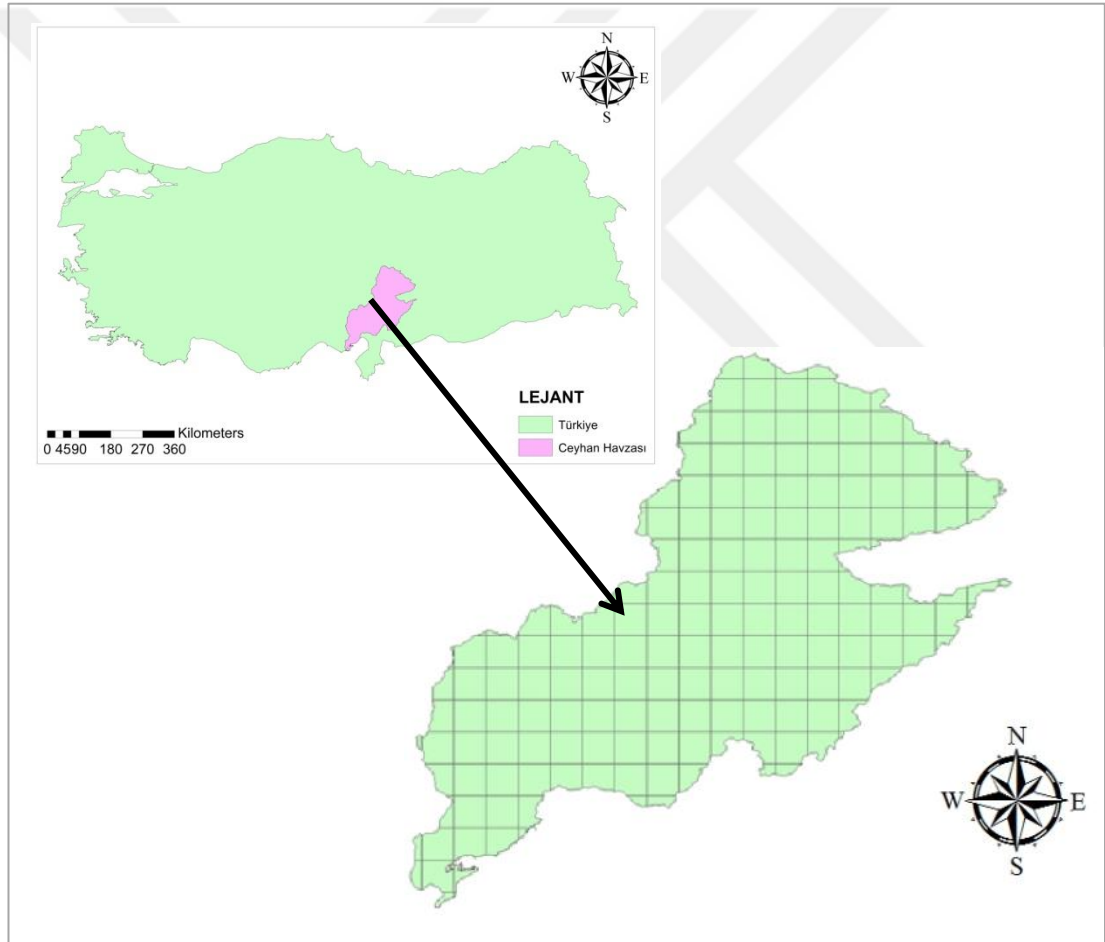 N
W E
S
LEJANT
Türkiye
Ceyhan Havzası
Kilometers
0 4590 180 270 360
N
W E
S